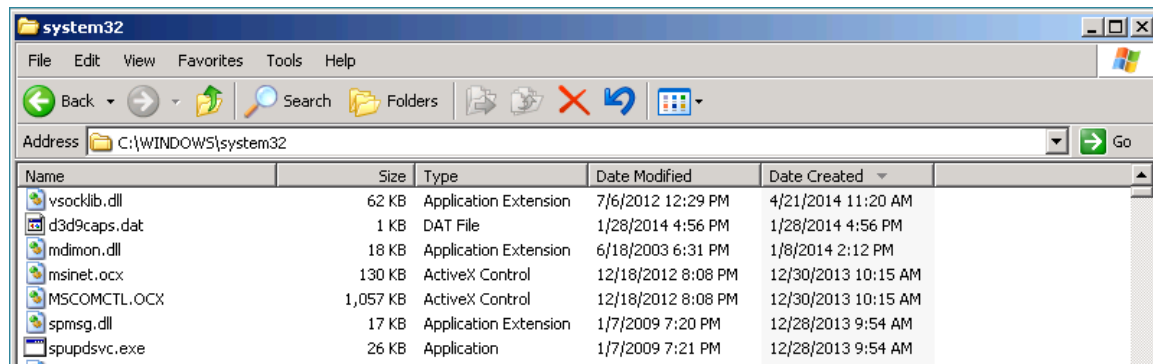 system32
File Edit View Favorites Tools Help
Back Search Folders
Address C:\WINDOWS\system32 Go
Name Size Type Date Modified Date Created
vsocklib.dll 62 KB Application Extension 7/6/2012 12:29 PM 4/21/2014 11:20 AM
d3d9caps.dat 1 KB DAT File 1/28/2014 4:56 PM 1/28/2014 4:56 PM
mdimon.dll 18 KB Application Extension 6/18/2003 6:31 PM 1/8/2014 2:12 PM
msinet.ocx 130 KB ActiveX Control 12/18/2012 8:08 PM 12/30/2013 10:15 AM
MSCOMCTL.OCX 1,057 KB ActiveX Control 12/18/2012 8:08 PM 12/30/2013 10:15 AM
spmsg.dll 17 KB Application Extension 1/7/2009 7:20 PM 12/28/2013 9:54 AM
spupdsvc.exe 26 KB Application 1/7/2009 7:21 PM 12/28/2013 9:54 AM